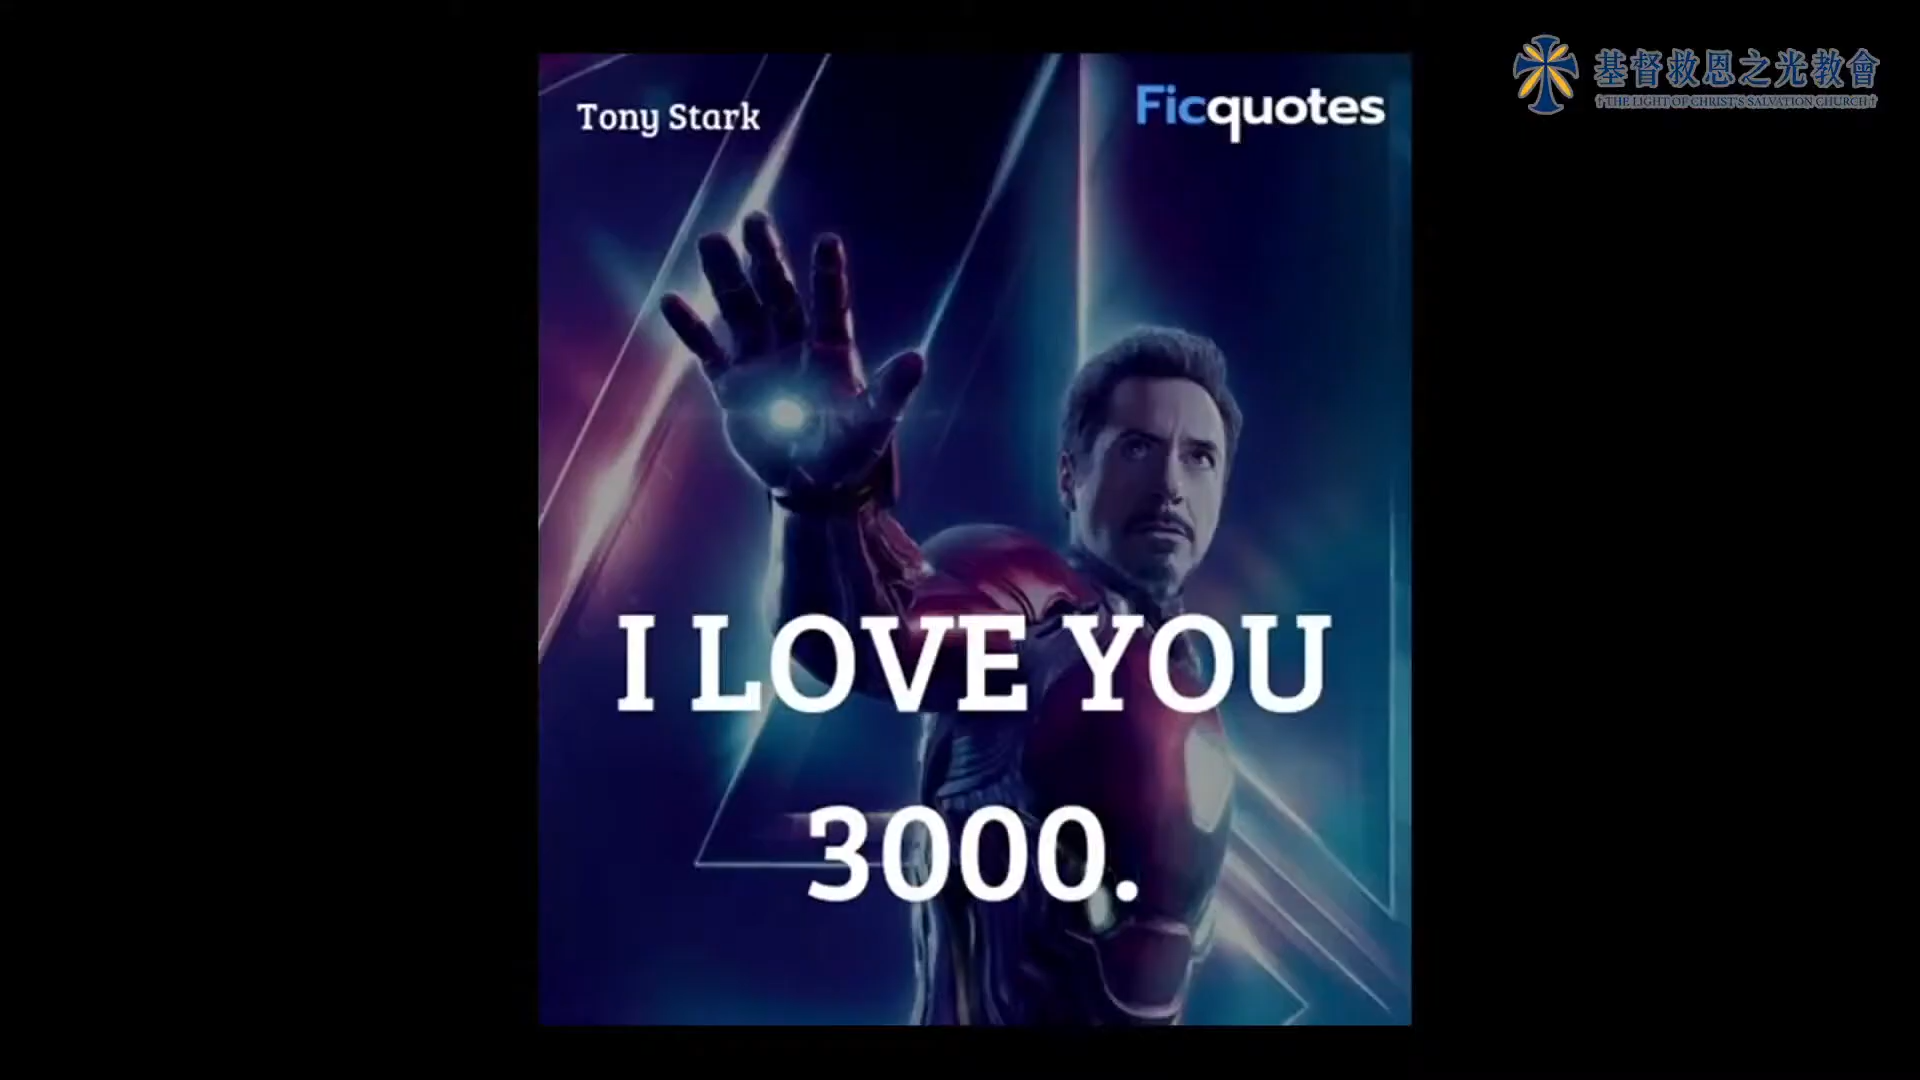 Tony Stark
Ficquotes
基督救恩之光教會
†THE LIGHT OF CHRIST'S SALVATION CHURCH†
I LOVE YOU
3000.